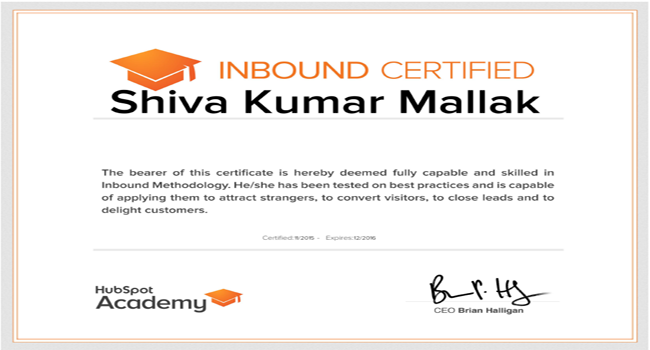 INBOUND CERTIFIED
Shiva Kumar Mallak
The bearer of this certificate is hereby deemed fully capable and skilled in
Inbound Methodology. He/she has been tested on best practices and is capable
of applying them to attract strangers, to convert visitors, to close leads and to
delight customers.
Certified:11/2015 - Expires:12/2016
HubSpot
Academy
CEO Brian Halligan